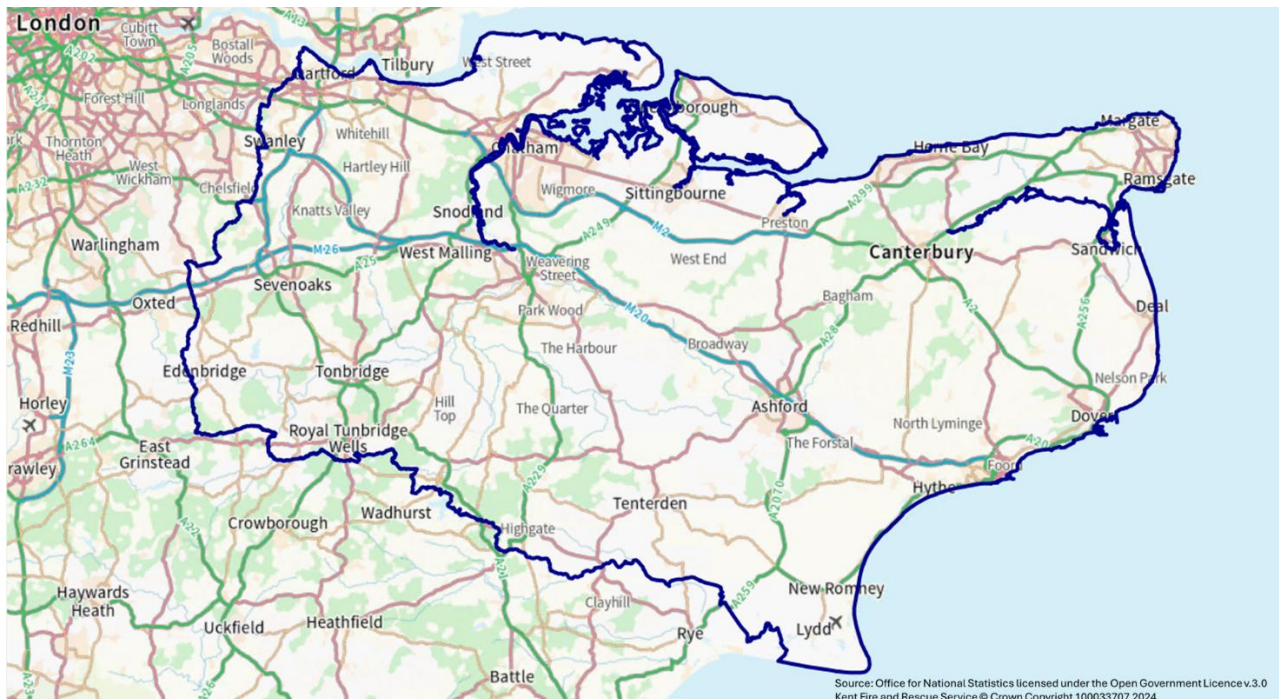 London
Cubitt
Town
A13
A202
A205
Bostall
Woods
Tilbury
West Street
Forest Hill
Longlands
Thornton
Heath
Swanley
Whitehill
A232
West
Wickham
Chelsfield
Hartley Hill
Wigmore
Sittingbourne
Herne Bay
Margate
Ramsgate
Knatts Valley
Snodland
A249
M2
Preston
A299
Warlingham
M26
A25
West Malling
Weavering
Street
West End
Canterbury
Sandwich
Oxted
Sevenoaks
M20
Bagham
A2
A256
Deal
Redhill
M23
Park Wood
The Harbour
Broadway
A28
Edenbridge
Tonbridge
Nelson Park
Horley
Hill
Top
The Quarter
Ashford
North Lyminge
Dover
A264
East
Grinstead
Royal Tunbridge
Wells
The Forstal
A20
rawley
A229
A2070
Hythe
A22
Crowborough
Wadhurst
Highgate
Tenterden
A21
Haywards
Heath
Uckfield
Heathfield
Clayhill
A259
New Romney
Rye
Lydd
A23
A26
Battle
Source: Office for National Statistics licensed under the Open Government Licence v.3.0
Kent Fire and Rescue Service © Crown Copyright 100033707 2024